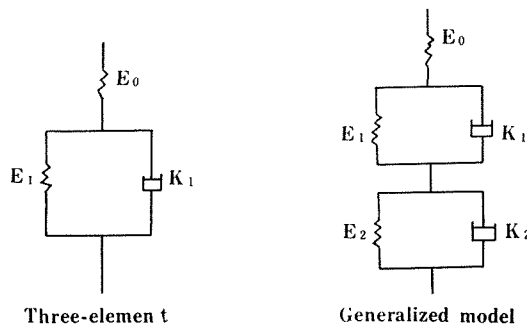 E₀
E₁
K₁
Three-elemen t
E₀
E₁
K₁
E₂
K₂
Generalized model